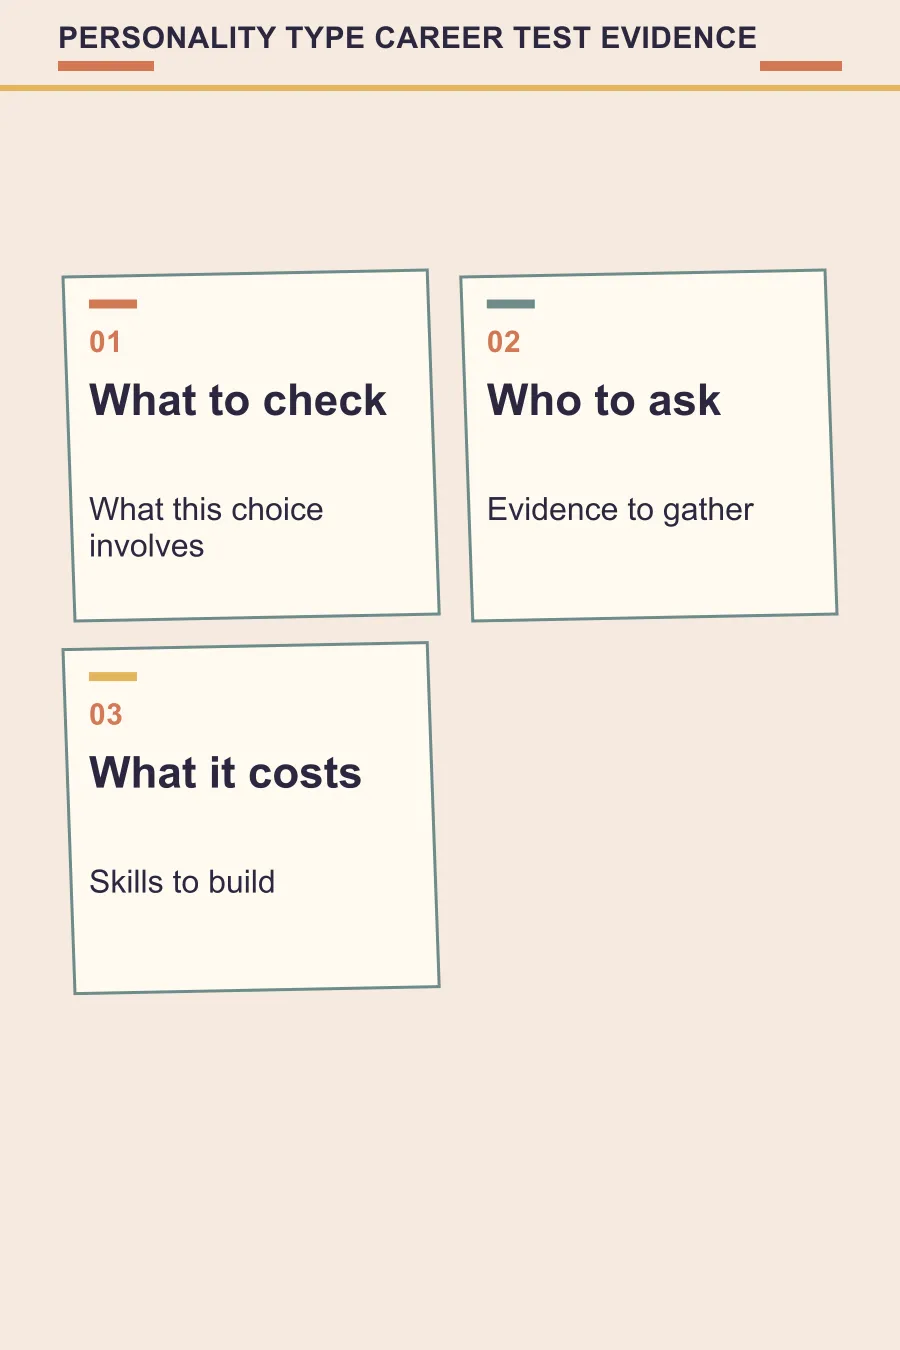 PERSONALITY TYPE CAREER TEST EVIDENCE
01
What to check
What this choice
involves
02
Who to ask
Evidence to gather
03
What it costs
Skills to build